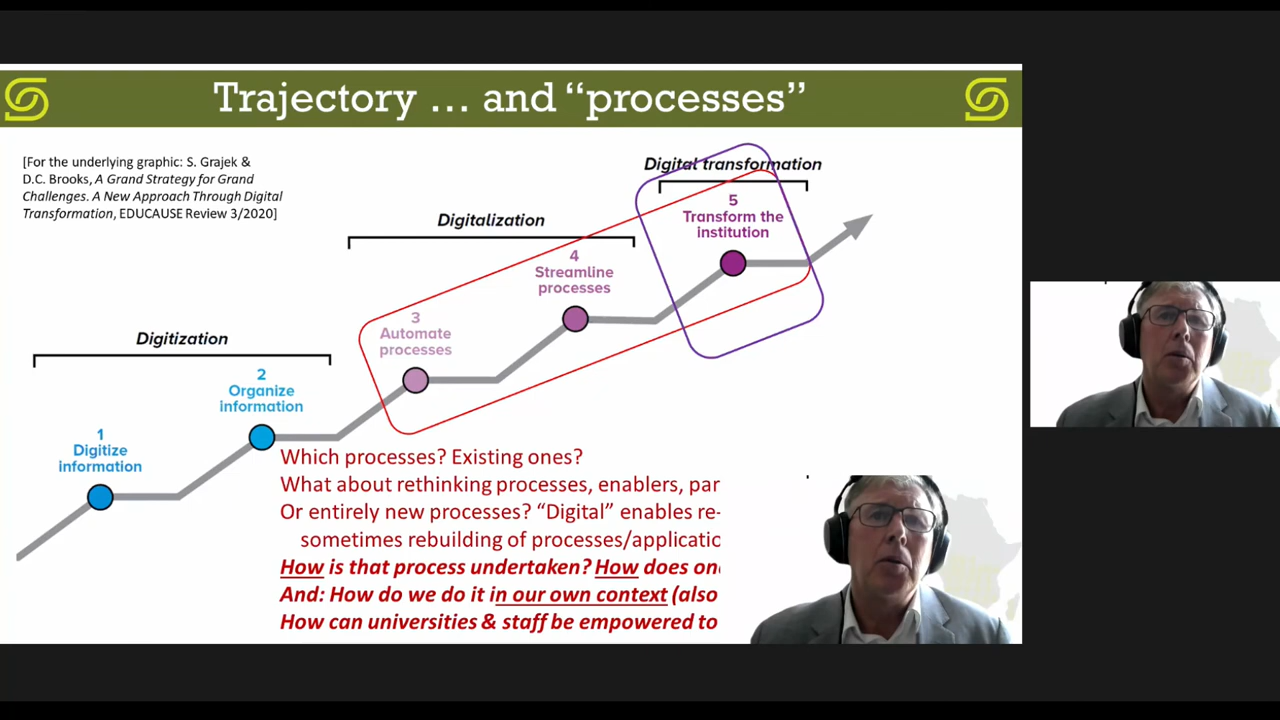 Trajectory … and “processes”
[For the underlying graphic: S. Grajek &
D.C. Brooks, A Grand Strategy for Grand
Challenges. A New Approach Through Digital
Transformation, EDUCAUSE Review 3/2020]
Digital transformation
5
Transform the
institution
Digitalization
4
Streamline
processes
3
Automate
processes
Digitization
2
Organize
information
1
Digitize
information
Which processes? Existing ones?
What about rethinking processes, enablers, par
Or entirely new processes? “Digital” enables re-
sometimes rebuilding of processes/applicatio
How is that process undertaken? How does on
And: How do we do it in our own context (also
How can universities & staff be empowered to